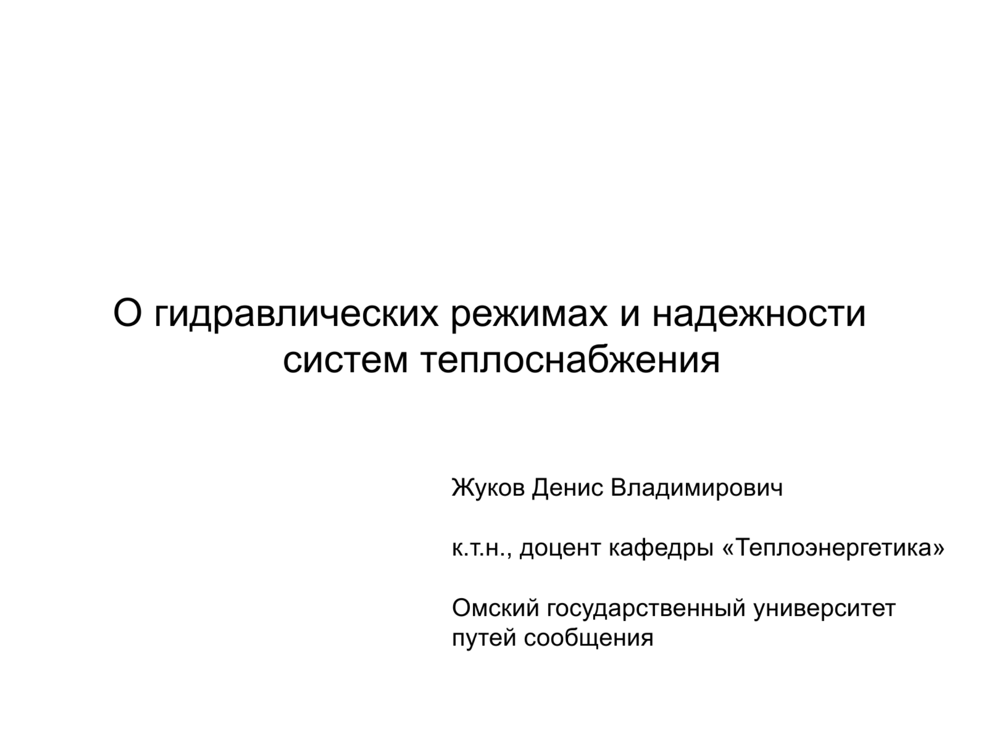 О гидравлических режимах и надежности
систем теплоснабжения
Жуков Денис Владимирович
к.т.н., доцент кафедры «Теплоэнергетика»
Омский государственный университет
путей сообщения